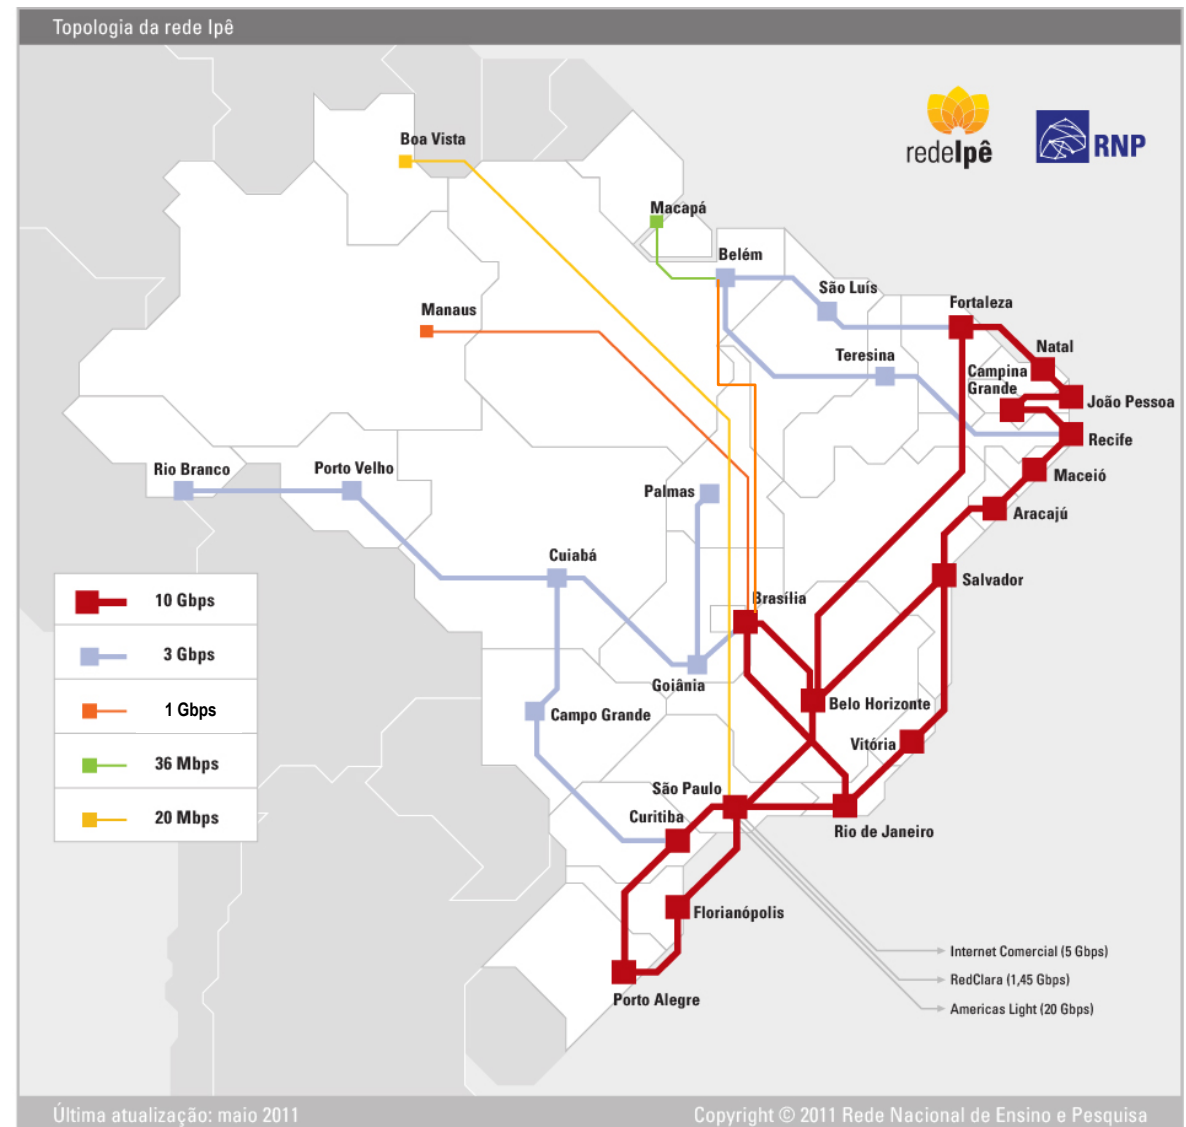 Topologia da rede Ipê
redeIpê
RNP
Boa Vista
Macapá
Belém
São Luís
Fortaleza
Manaus
Natal
Teresina
Campina
Grande
João Pessoa
Recife
Rio Branco
Porto Velho
Maceió
Palmas
Aracajú
Cuiabá
Salvador
10 Gbps
Brasília
3 Gbps
Goiânia
1 Gbps
Campo Grande
Belo Horizonte
Vitória
36 Mbps
São Paulo
20 Mbps
Curitiba
Rio de Janeiro
Florianópolis
Internet Comercial (5 Gbps)
RedClara (1,45 Gbps)
Porto Alegre
Americas Light (20 Gbps)
Última atualização: maio 2011
Copyright © 2011 Rede Nacional de Ensino e Pesquisa